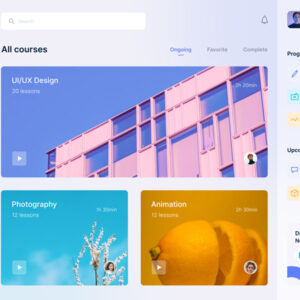 Search
All courses
Ongoing
Favorite
Complete
UI/UX Design
20 lessons
2h 20min
Photography
12 lessons
1h 30min
Animation
12 lessons
2h 30min
Prog
Upco